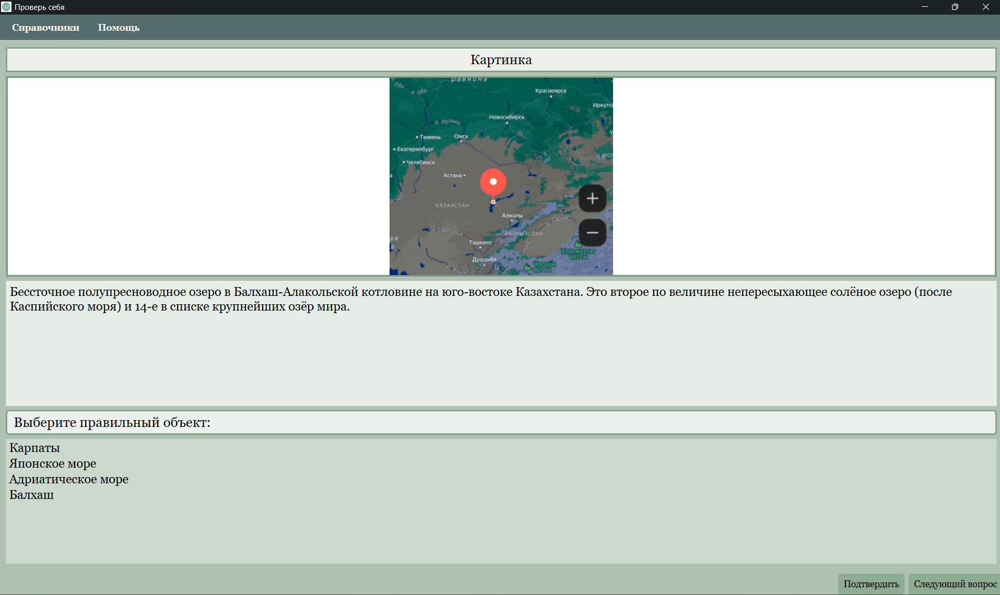 Проверь себя
Справочники Помощь
Картинка
равнина
р. Обь
Красноярск
Новосибирск
р. Иртыш
Тюмень
Омск
Екатеринбург
Челябинск
Астана
КАЗАХСТАН
Алматы
р. Тарим
р. Сырдарья
КЫРГЫЗСТАН
Ташкент
Улугмузтаг
6973 м
Душанбе
Чогори
8611 м
Бессточное полупресноводное озеро в Балхаш-Алакольской котловине на юго-востоке Казахстана. Это второе по величине непересыхающее солёное озеро (после
Каспийского моря) и 14-е в списке крупнейших озёр мира.
Выберите правильный объект:
Карпаты
Японское море
Адриатическое море
Балхаш
Подтвердить Следующий вопрос